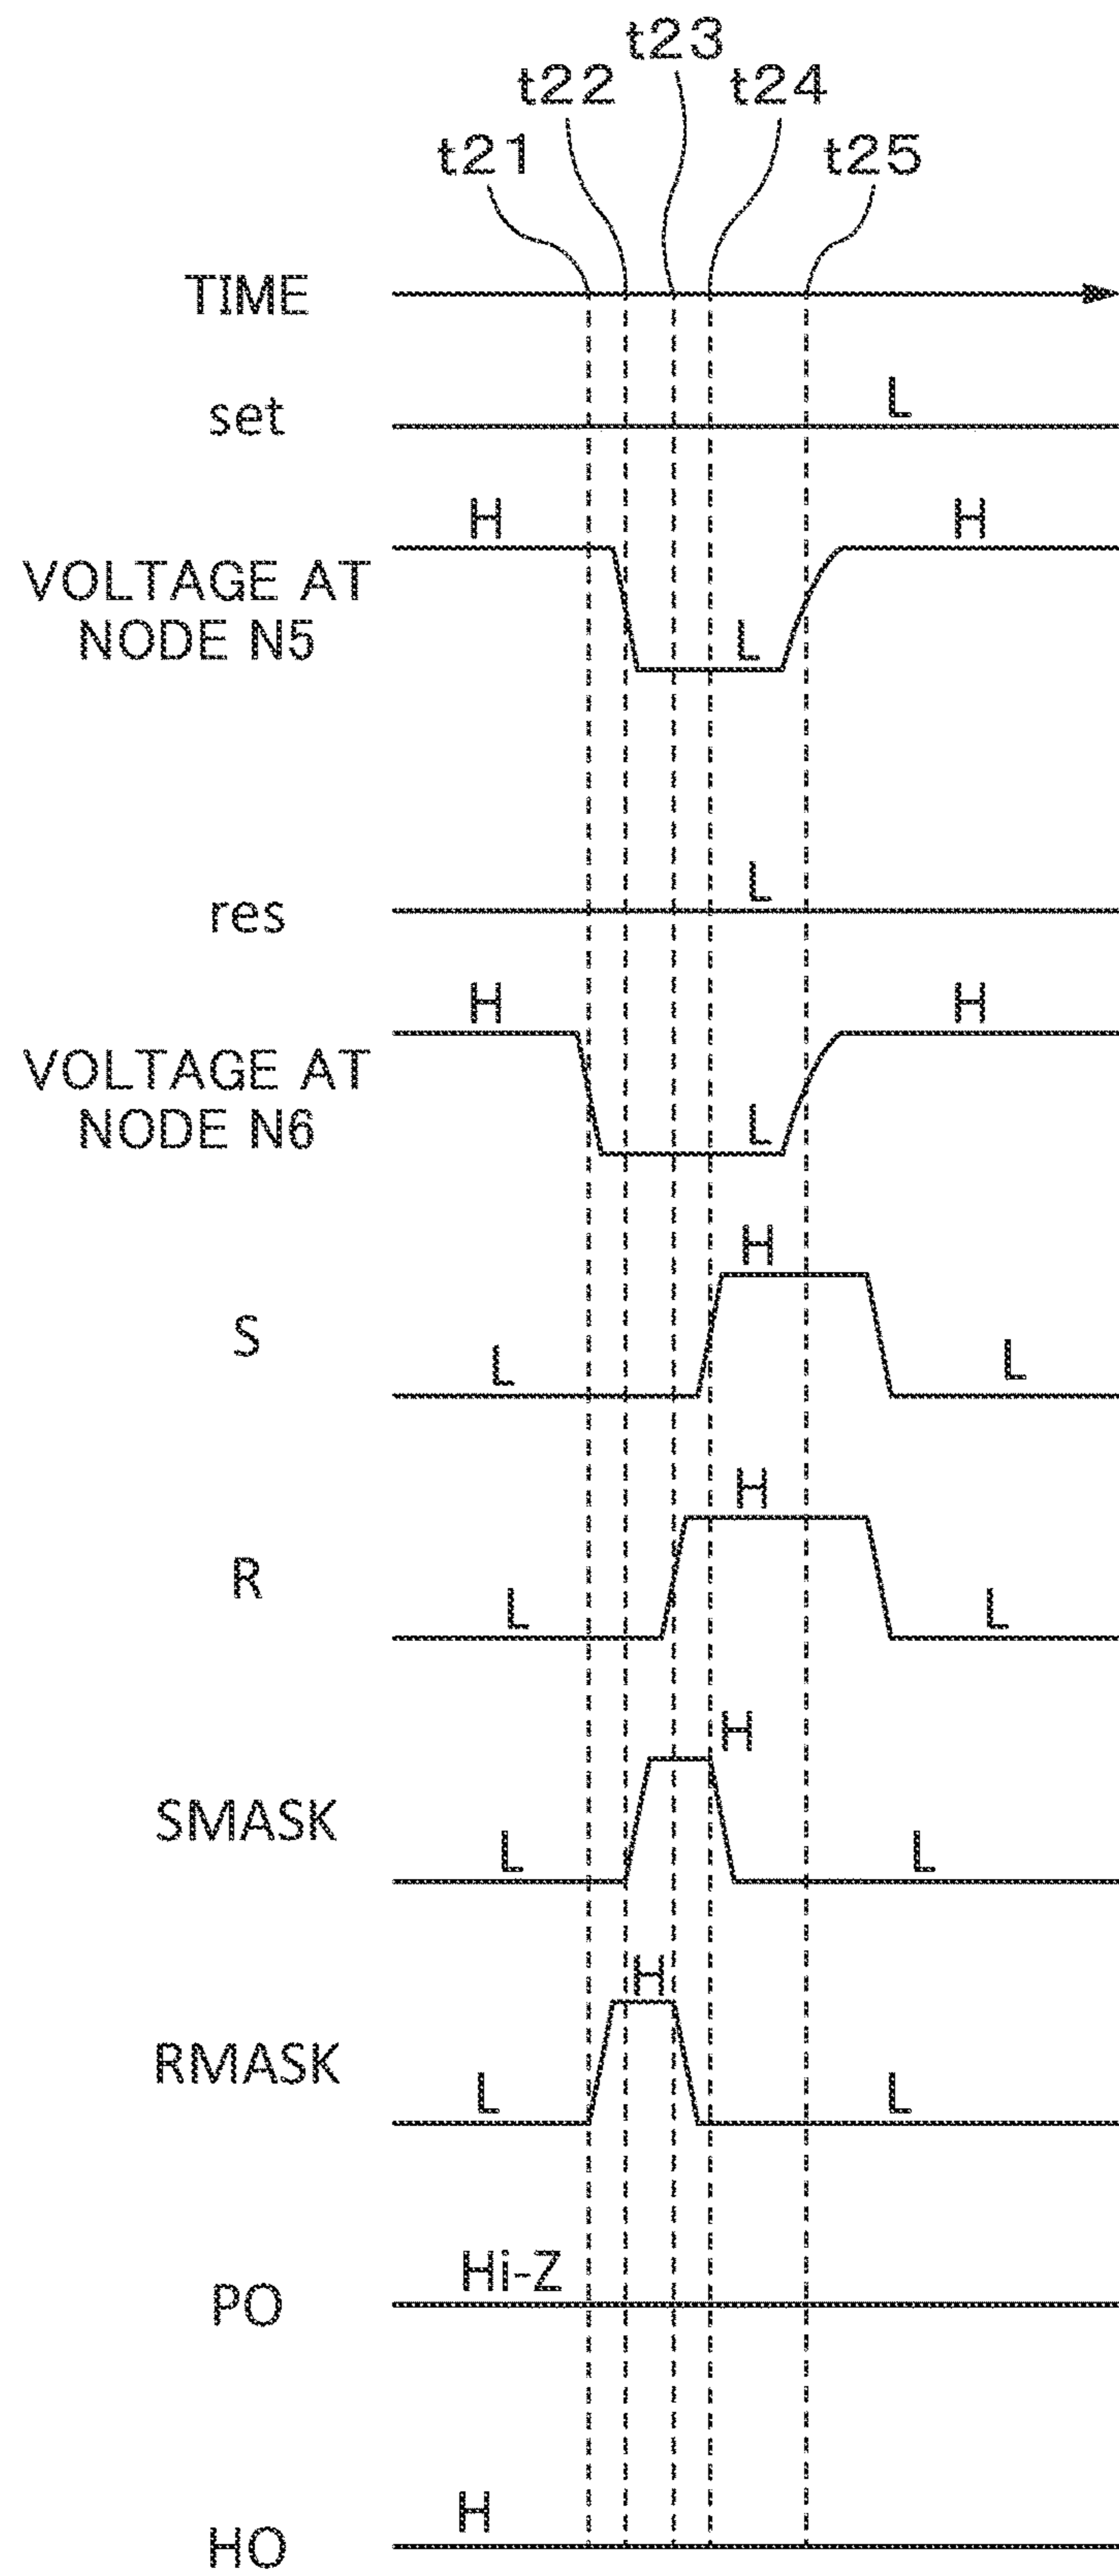 t23
t22
t24
t21
t25
TIME
set
L
H
H
VOLTAGE AT
NODE N5
L
res
L
H
H
VOLTAGE AT
NODE N6
L
S
H
L
L
R
H
L
L
SMASK
H
L
L
RMASK
H
L
L
PO
Hi-Z
HO
H